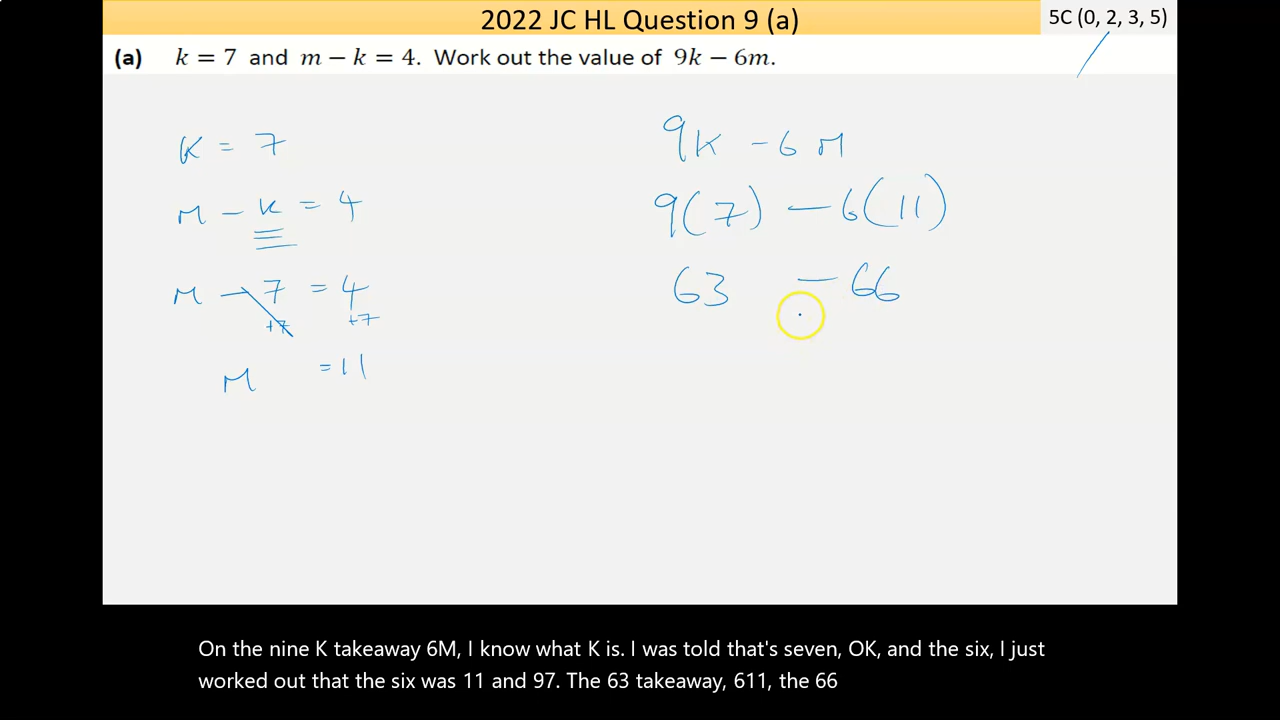 2022 JC HL Question 9 (a)
5C (0, 2, 3, 5)
(a) k = 7 and m − k = 4. Work out the value of 9k − 6m.
K = 7
M − K = 4
M − 7 = 4
+7 +7
M = 11
9K − 6M
9(7) − 6(11)
63 − 66
On the nine K takeaway 6M, I know what K is. I was told that's seven, OK, and the six, I just
worked out that the six was 11 and 97. The 63 takeaway, 611, the 66